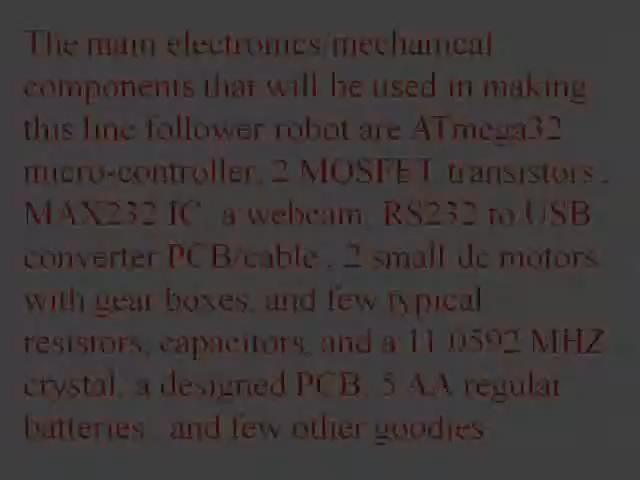 The main electronics/mechanical
components that will be used in making
this line follower robot are ATmega32
micro-controller, 2 MOSFET transistors ,
MAX232 IC, a webcam, RS232 to USB
converter PCB/cable , 2 small dc motors
with gear boxes, and few typical
resistors, capacitors, and a 11.0592 MHZ
crystal, a designed PCB, 5 AA regular
batteries , and few other goodies